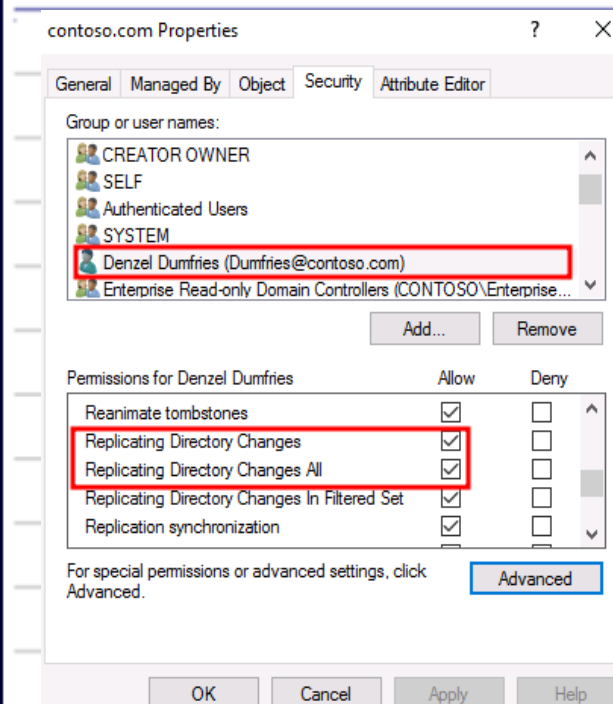 contoso.com Properties ? X
General Managed By Object Security Attribute Editor
Group or user names:
CREATOR OWNER
SELF
Authenticated Users
SYSTEM
Denzel Dumfries (Dumfries@contoso.com)
Enterprise Read-only Domain Controllers (CONTOSO\Enterprise...
Add... Remove
Permissions for Denzel Dumfries Allow Deny
Reanimate tombstones
Replicating Directory Changes
Replicating Directory Changes All
Replicating Directory Changes In Filtered Set
Replication synchronization
For special permissions or advanced settings, click
Advanced.
Advanced
OK Cancel Apply Help